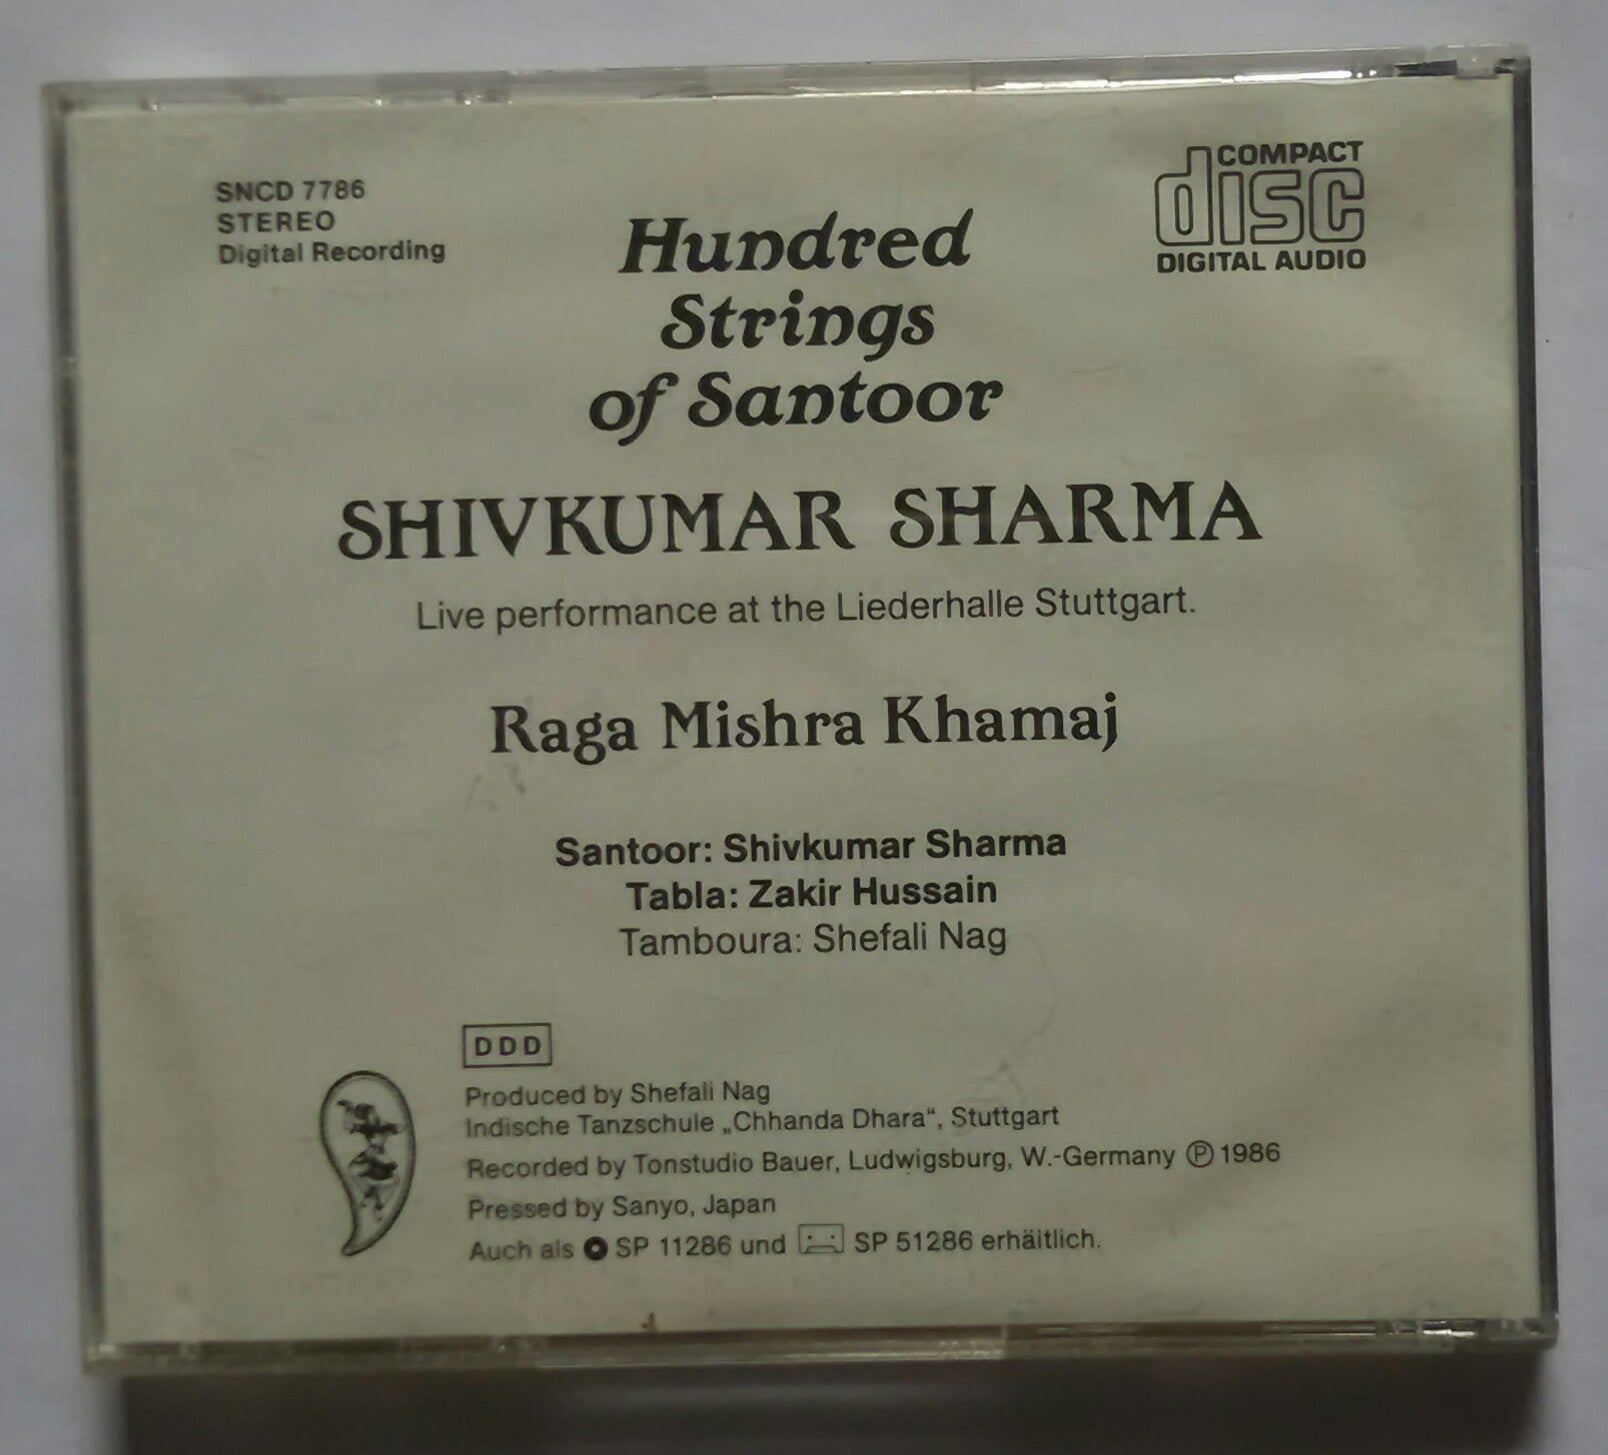 SNCD 7786
STEREO
Digital Recording
COMPACT
disc
DIGITAL AUDIO
Hundred
Strings
of Santoor
SHIVKUMAR SHARMA
Live performance at the Liederhalle Stuttgart.
Raga Mishra Khamaj
Santoor: Shivkumar Sharma
Tabla: Zakir Hussain
Tamboura: Shefali Nag
DDD
Produced by Shefali Nag
Indische Tanzschule „Chhanda Dhara“, Stuttgart
Recorded by Tonstudio Bauer, Ludwigsburg, W.-Germany ℗ 1986
Pressed by Sanyo, Japan
Auch als SP 11286 und SP 51286 erhältlich.